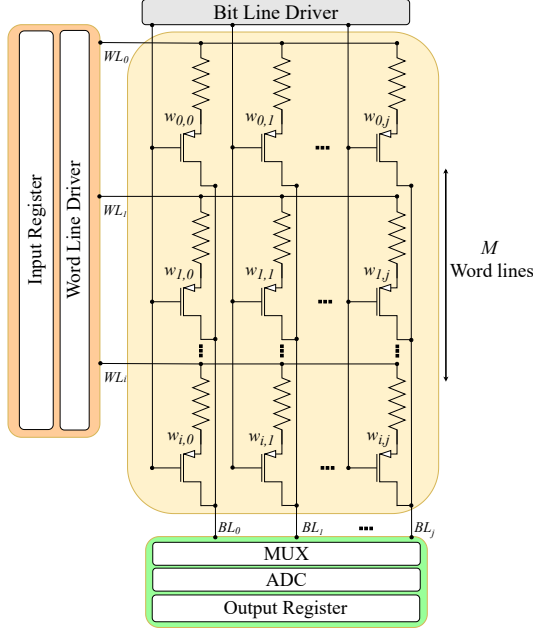 Bit Line Driver
Input Register
Word Line Driver
WL0
w0,0
w0,1
w0,j
WL1
w1,0
w1,1
w1,j
M
Word lines
WLi
wi,0
wi,1
wi,j
BL0
BL1
BLj
MUX
ADC
Output Register